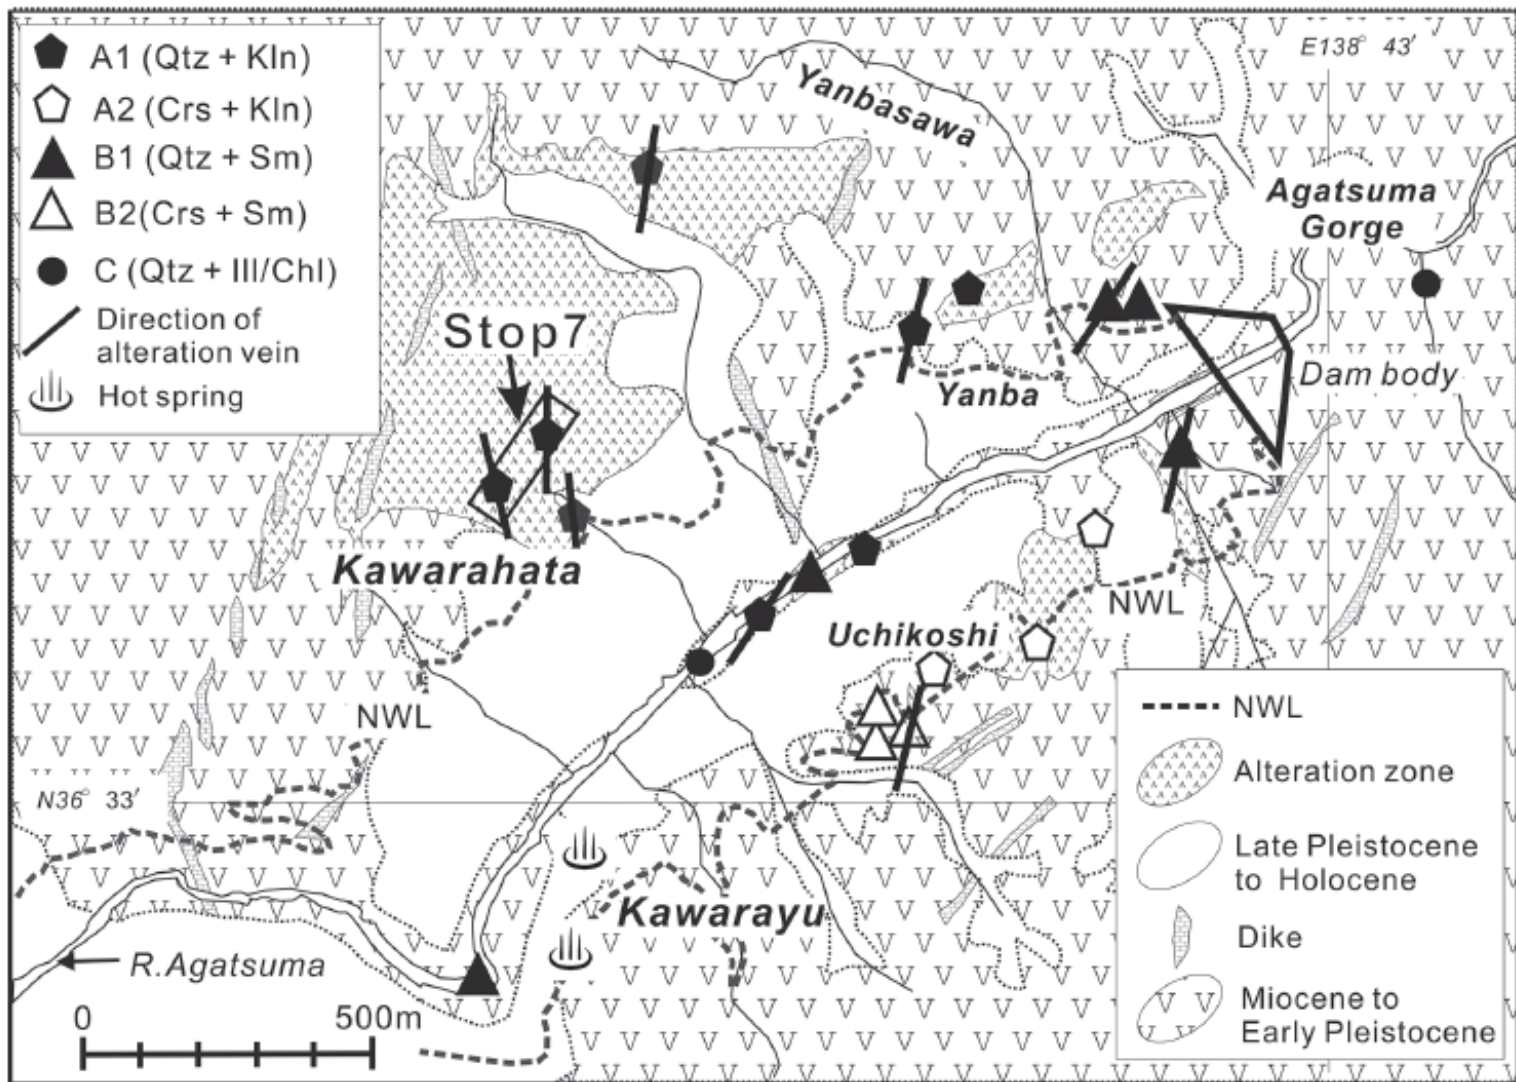 A1 (Qtz + Kln)
A2 (Crs + Kln)
B1 (Qtz + Sm)
B2(Crs + Sm)
C (Qtz + Ill/Chl)
Direction of
alteration vein
Hot spring
E138° 43′
Yanbasawa
Agatsuma
Gorge
Stop7
Dam body
Yanba
Kawarahata
NWL
Uchikoshi
NWL
N36° 33′
Kawarayu
R.Agatsuma
0 500m
NWL
Alteration zone
Late Pleistocene
to Holocene
Dike
Miocene to
Early Pleistocene